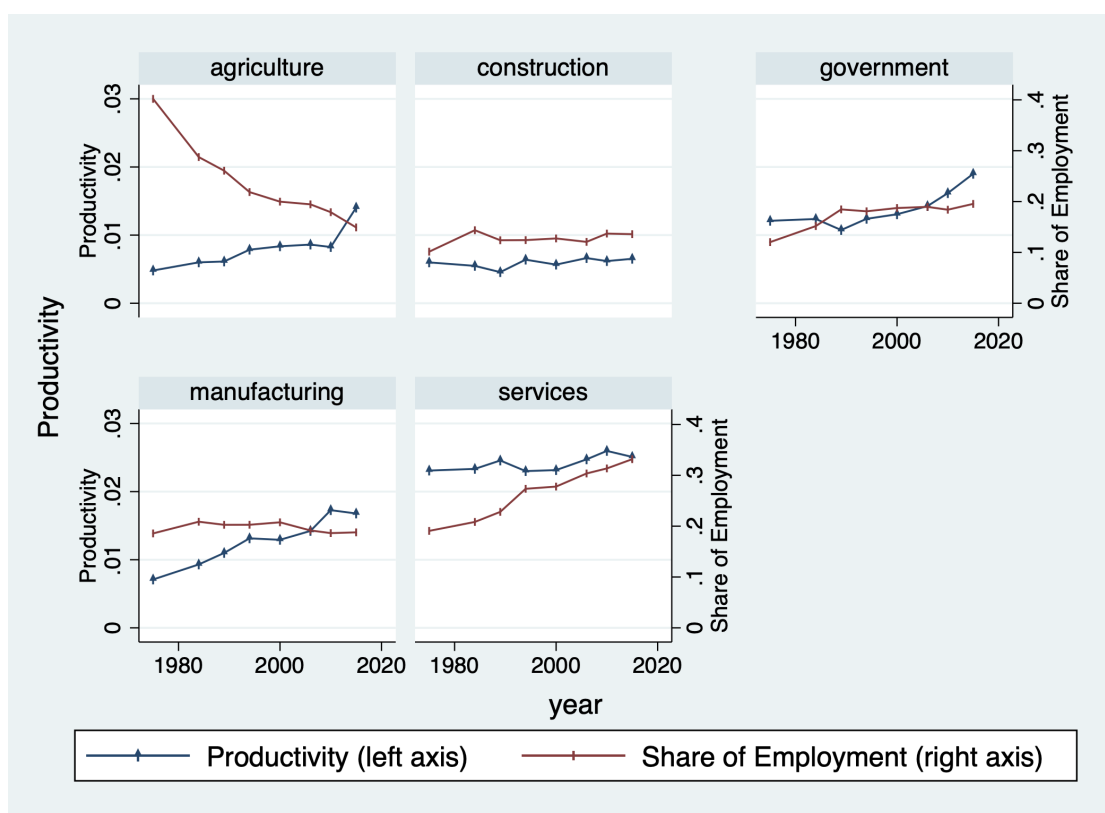 agriculture
construction
government
.03
.02
.01
0
Productivity
.4
.3
.2
.1
0
Share of Employment
1980 2000 2020
Productivity
manufacturing
services
.03
.02
.01
0
Productivity
.4
.3
.2
.1
0
Share of Employment
1980 2000 2020
1980 2000 2020
year
Productivity (left axis)
Share of Employment (right axis)